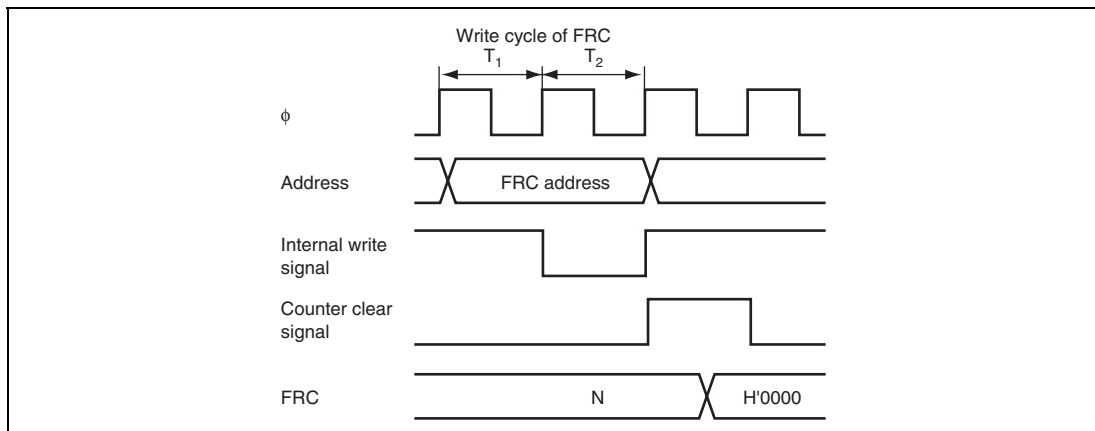 Write cycle of FRC
T1 T2
φ
Address
FRC address
Internal write
signal
Counter clear
signal
FRC
N
H'0000